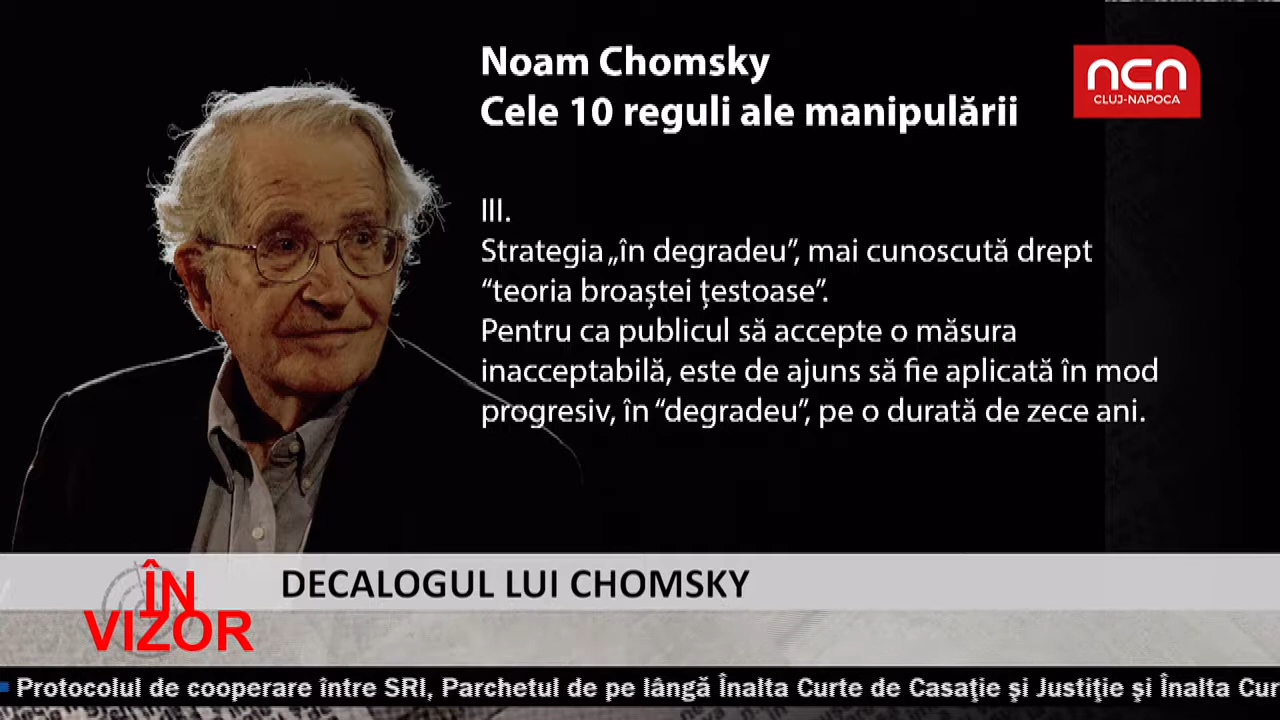 Noam Chomsky
Cele 10 reguli ale manipulării
ncn
CLUJ-NAPOCA
III.
Strategia „în degradeu”, mai cunoscută drept
“teoria broaștei țestoase”.
Pentru ca publicul să accepte o măsura
inacceptabilă, este de ajuns să fie aplicată în mod
progresiv, în “degradeu”, pe o durată de zece ani.
ÎN
VIZOR
DECALOGUL LUI CHOMSKY
Protocolul de cooperare între SRI, Parchetul de pe lângă Înalta Curte de Casaţie şi Justiţie şi Înalta Cur